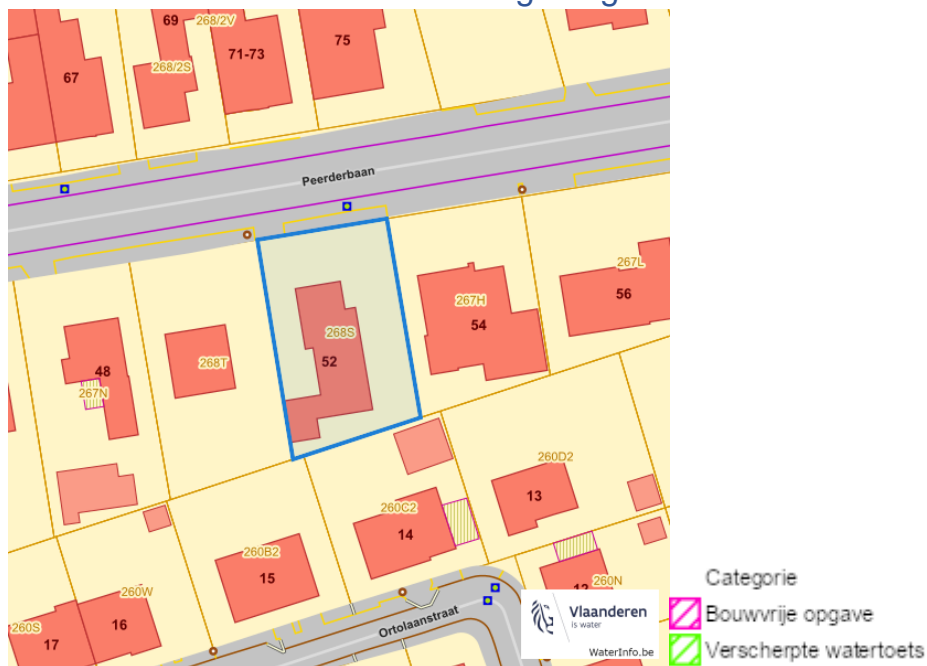 69
268/2V
75
71-73
67
268/2S
Peerderbaan
267L
56
267H
54
268S
52
268T
48
267N
260D2
13
260C2
14
260B2
15
260W
16
260S
17
260N
Ortolaanstraat
Vlaanderen
is water
WaterInfo.be
Categorie
Bouwvrije opgave
Verscherpte watertoets